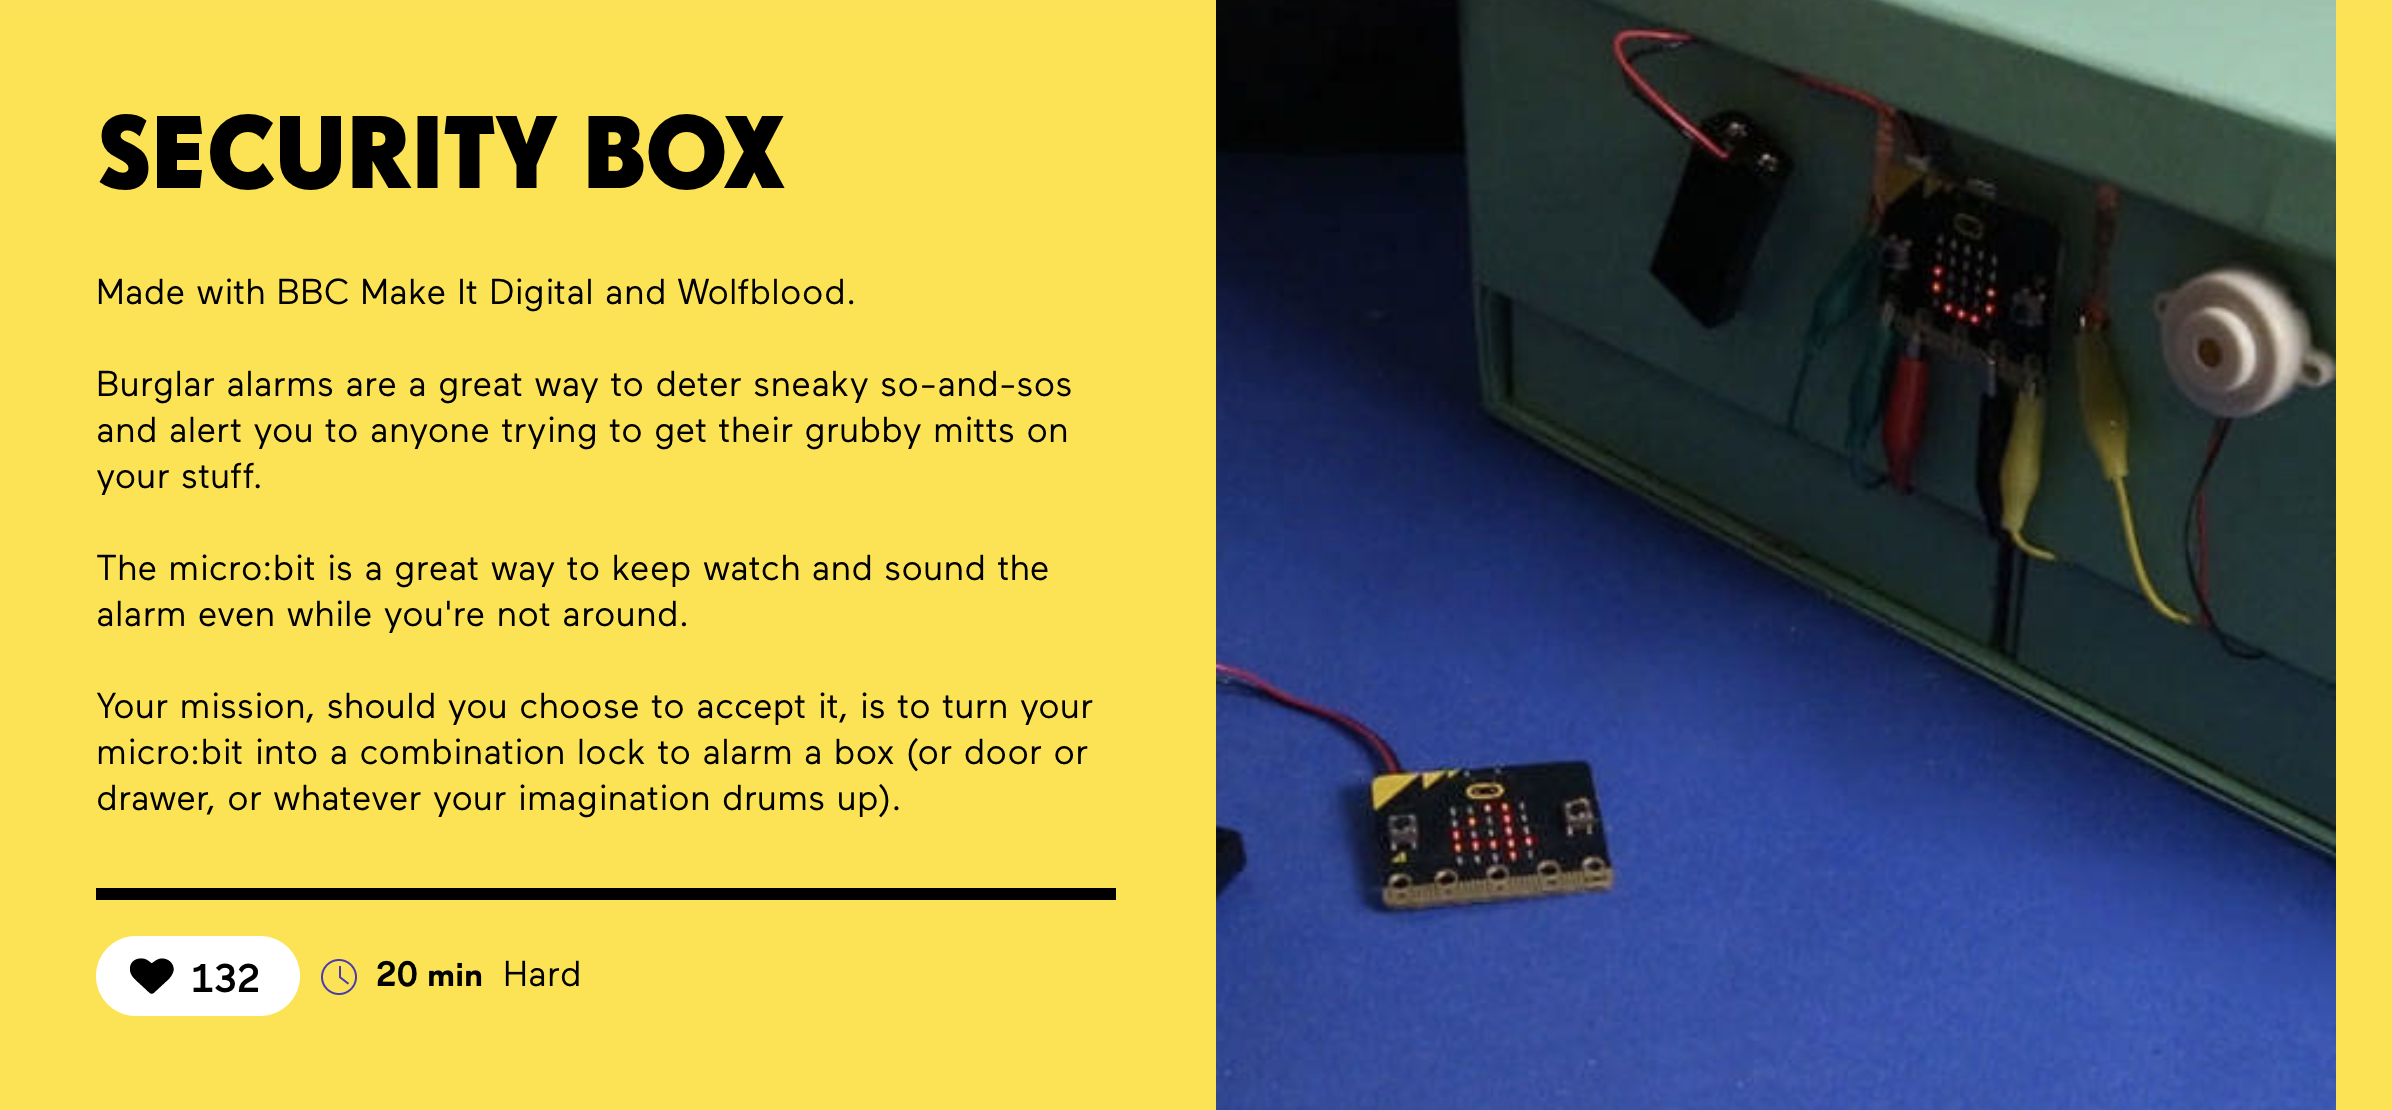 SECURITY BOX
Made with BBC Make It Digital and Wolfblood.
Burglar alarms are a great way to deter sneaky so-and-sos
and alert you to anyone trying to get their grubby mitts on
your stuff.
The micro:bit is a great way to keep watch and sound the
alarm even while you're not around.
Your mission, should you choose to accept it, is to turn your
micro:bit into a combination lock to alarm a box (or door or
drawer, or whatever your imagination drums up).
132 20 min Hard